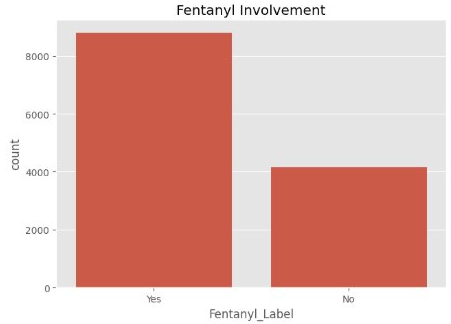 Fentanyl Involvement
8000
6000
4000
2000
0
count
Yes No
Fentanyl_Label